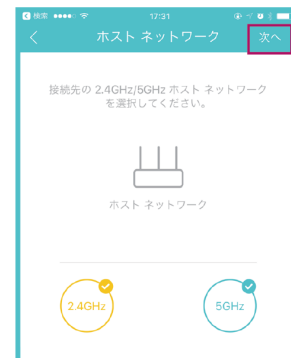 検索
17:31
ホスト ネットワーク
次へ
接続先の 2.4GHz/5GHz ホスト ネットワーク
を選択してください。
ホスト ネットワーク
2.4GHz
5GHz